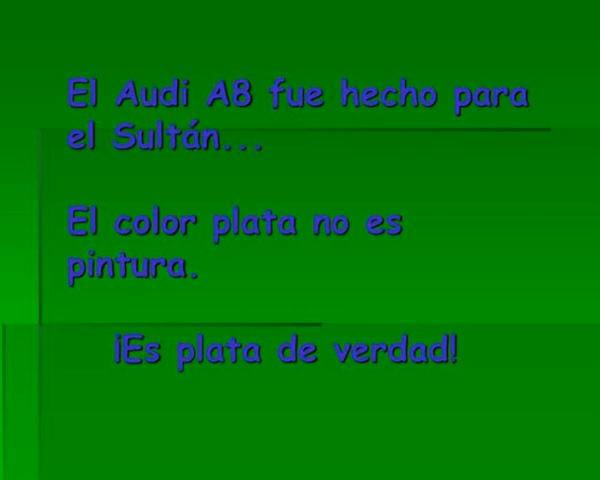 El Audi A8 fue hecho para
el Sultán...
El color plata no es
pintura.
¡Es plata de verdad!